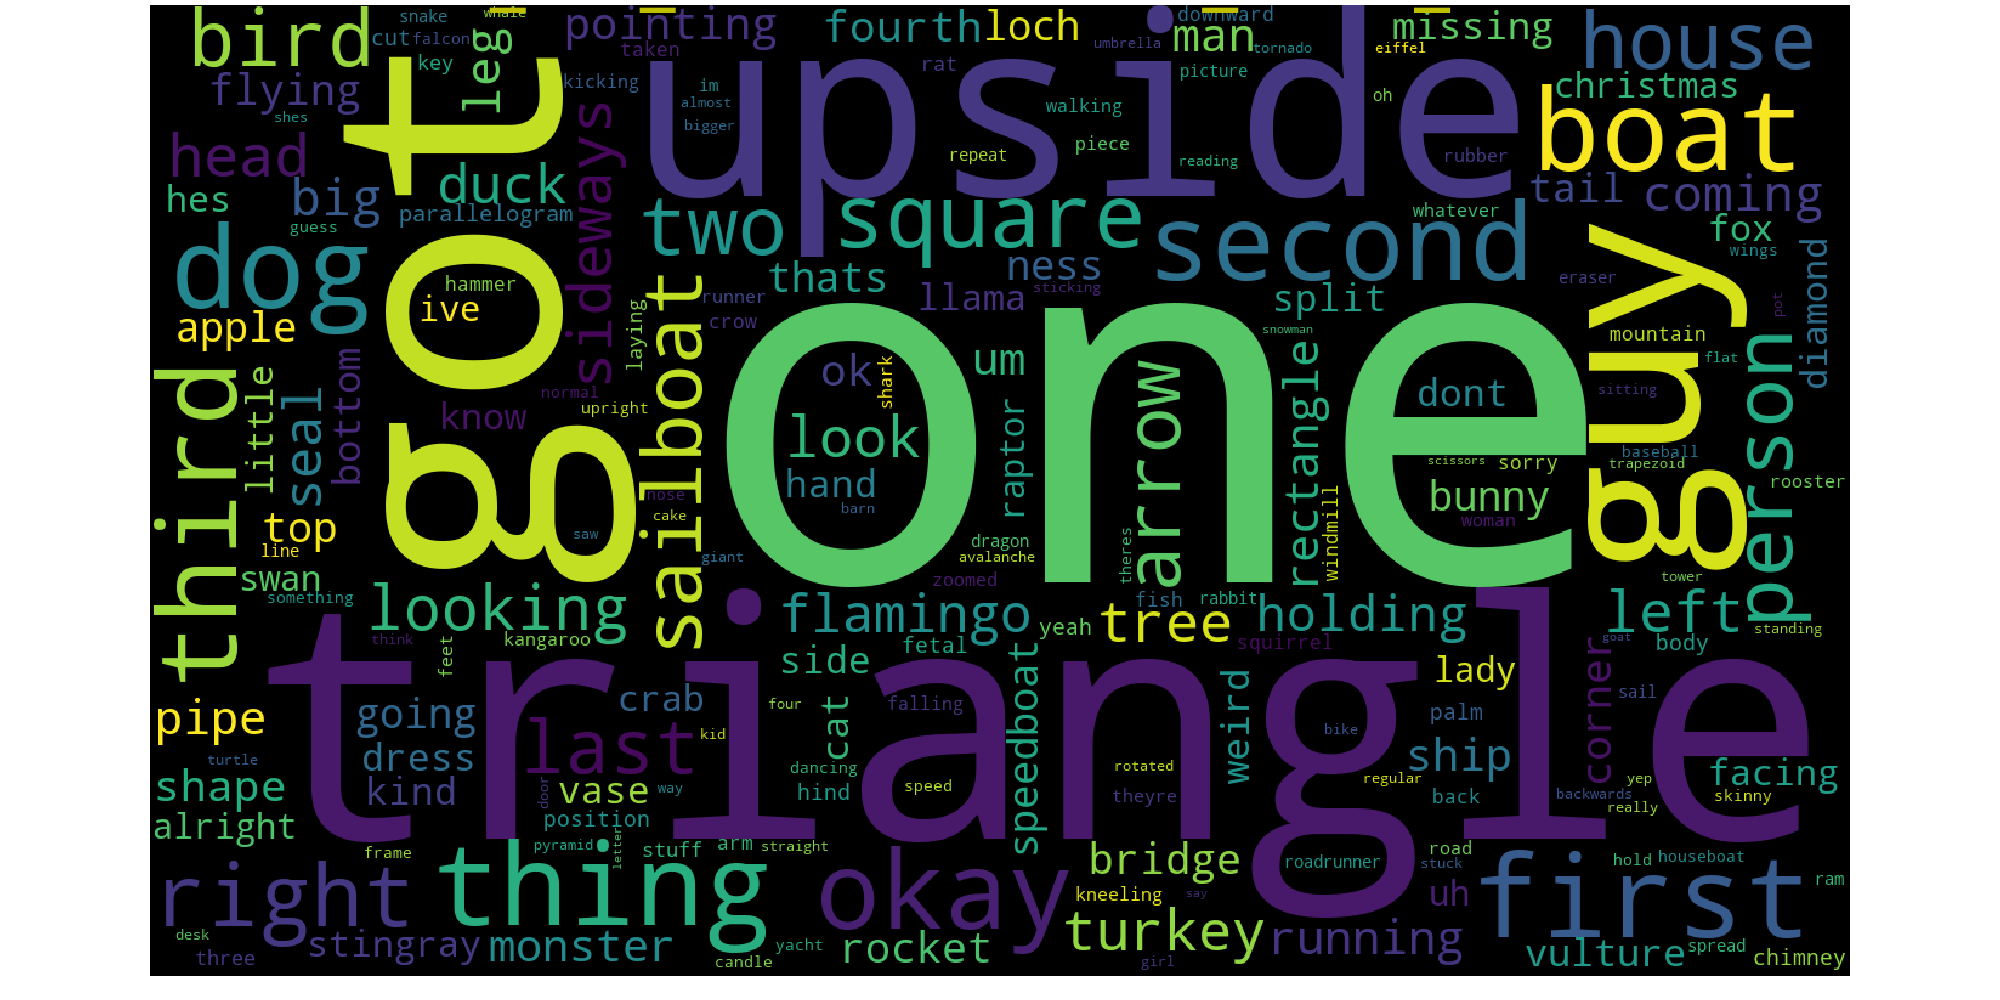 bird
snake
whale
cut
falcon
key
leg
pointing
taken
fourth
loch
umbrella
downward
man
tornado
eiffel
missing
house
flying
shes
kicking
im
almost
bigger
rat
picture
walking
oh
christmas
got
upside
boat
head
sideways
piece
repeat
reading
rubber
hes
big
duck
parallelogram
guess
tail
coming
two
square
second
whatever
fox
wings
dog
hammer
ive
thats
ness
sticking
eraser
diamond
guy
apple
laying
runner
crow
llama
split
snowman
mountain
pot
flat
third
little
seal
bottom
know
normal
upright
sailboat
one
ok
shark
um
raptor
arrow
rectangle
dont
sitting
person
look
hand
barn
scissors
sorry
bunny
woman
baseball
trapezoid
rooster
top
line
nose
cake
saw
giant
dragon
avalanche
theres
windmill
swan
something
zoomed
fish
rabbit
tower
looking
think
feet
kangaroo
flamingo
fetal
yeah
tree
squirrel
holding
left
goat
body
standing
triangle
side
speedboat
weird
lady
corner
sail
pipe
going
crab
last
kid
four
cat
falling
bike
palm
ship
turtle
dress
dancing
speed
rotated
regular
yep
facing
shape
kind
door
vase
way
hind
theyre
back
backwards
really
skinny
alright
position
frame
pyramid
letter
stuff
arm
straight
bridge
roadrunner
road
stuck
hold
houseboat
ram
right
thing
okay
kneeling
say
uh
first
desk
three
stingray
monster
candle
yacht
rocket
turkey
girl
running
vulture
spread
chimney